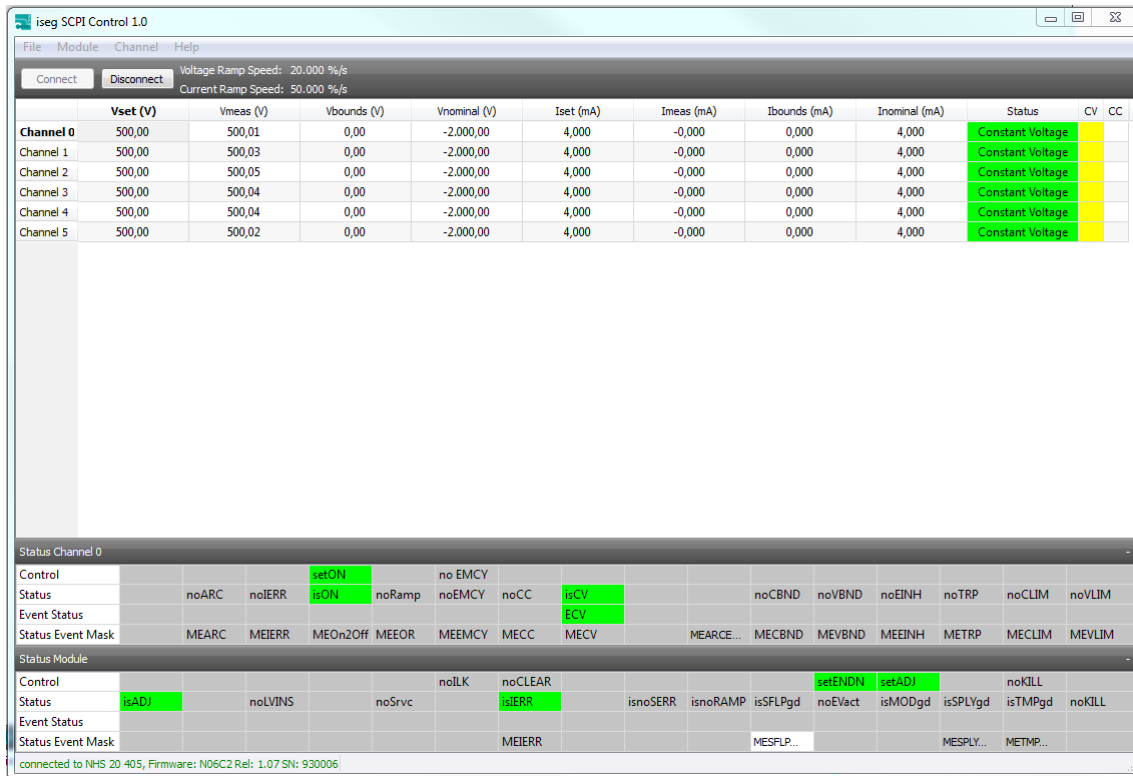 iseg SCPI Control 1.0
File Module Channel Help
Connect Disconnect Voltage Ramp Speed: 20.000 %/s
Current Ramp Speed: 50.000 %/s
Vset (V) Vmeas (V) Vbounds (V) Vnominal (V) Iset (mA) Imeas (mA) Ibounds (mA) Inominal (mA) Status CV CC
Channel 0 500,00 500,01 0,00 -2.000,00 4,000 -0,000 0,000 4,000 Constant Voltage
Channel 1 500,00 500,03 0,00 -2.000,00 4,000 -0,000 0,000 4,000 Constant Voltage
Channel 2 500,00 500,05 0,00 -2.000,00 4,000 -0,000 0,000 4,000 Constant Voltage
Channel 3 500,00 500,04 0,00 -2.000,00 4,000 -0,000 0,000 4,000 Constant Voltage
Channel 4 500,00 500,04 0,00 -2.000,00 4,000 -0,000 0,000 4,000 Constant Voltage
Channel 5 500,00 500,02 0,00 -2.000,00 4,000 -0,000 0,000 4,000 Constant Voltage
Status Channel 0 -
Control setON no EMCY
Status noARC noIERR isON noRamp noEMCY noCC isCV noCBND noVBND noEINH noTRP noCLIM noVLIM
Event Status ECV
Status Event Mask MEARC MEIERR MEOn2Off MEEOR MEEMCY MECC MECV MEARCE... MECBND MEVBND MEEINH METRP MECLIM MEVLIM
Status Module -
Control noILK noCLEAR setENDN setADJ noKILL
Status isADJ noLVINS noSrvc isIERR isnoSERR isnoRAMP isSFLPgd noEVact isMODgd isSPLYgd isTMPgd noKILL
Event Status
Status Event Mask MEIERR MESFLP... MESPLY... METMP...
connected to NHS 20 405, Firmware: N06C2 Rel: 1.07 SN: 930006